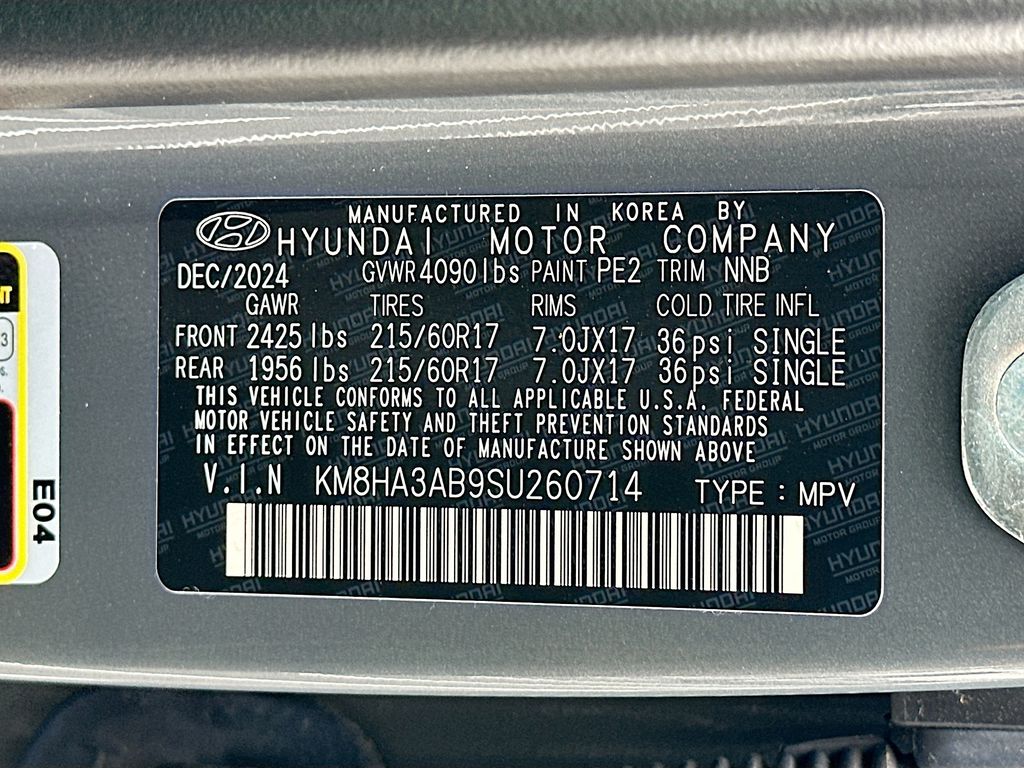 MANUFACTURED IN KOREA BY
HYUNDAI MOTOR COMPANY
DEC/2024 GVWR 4090 lbs PAINT PE2 TRIM NNB
GAWR TIRES RIMS COLD TIRE INFL
FRONT 2425 lbs 215/60R17 7.0JX17 36psi SINGLE
REAR 1956 lbs 215/60R17 7.0JX17 36psi SINGLE
THIS VEHICLE CONFORMS TO ALL APPLICABLE U.S.A. FEDERAL
MOTOR VEHICLE SAFETY AND THEFT PREVENTION STANDARDS
IN EFFECT ON THE DATE OF MANUFACTURE SHOWN ABOVE
V.I.N KM8HA3AB9SU260714 TYPE : MPV
HYUNDAI
MOTOR GROUP
E04